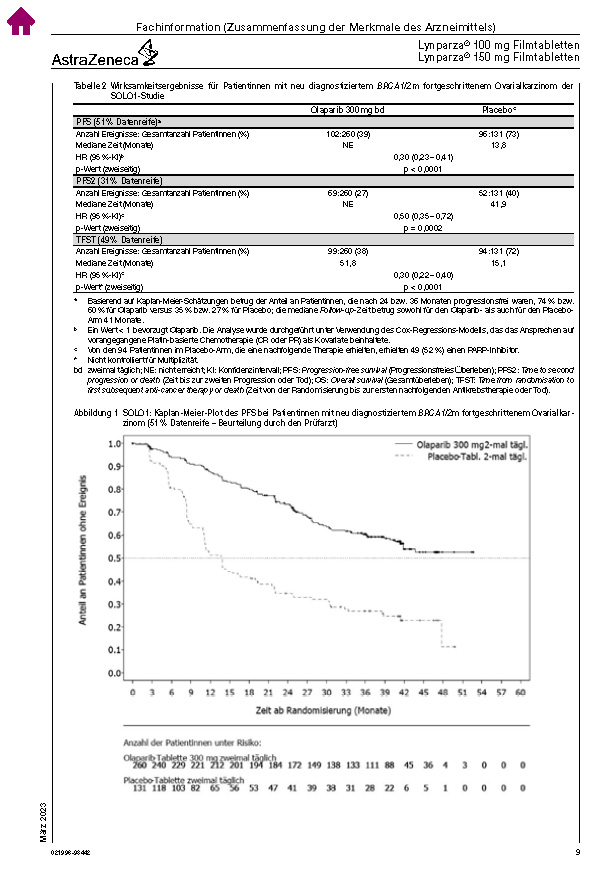 Fachinformation (Zusammenfassung der Merkmale des Arzneimittels)
AstraZeneca
Lynparza® 100 mg Filmtabletten
Lynparza® 150 mg Filmtabletten
Tabelle 2 Wirksamkeitsergebnisse für Patientinnen mit neu diagnostiziertem BRCA1/2m fortgeschrittenem Ovarialkarzinom der
SOLO1-Studie
Olaparib 300 mg bd Placebo c
PFS (51 % Datenreife)a
Anzahl Ereignisse: Gesamtanzahl Patientinnen (%) 102:260 (39) 96:131 (73)
Mediane Zeit (Monate) NE 13,8
HR (95 %-KI)b 0,30 (0,23–0,41)
p-Wert (zweiseitig) p < 0,0001
PFS2 (31 % Datenreife)
Anzahl Ereignisse: Gesamtanzahl Patientinnen (%) 69:260 (27) 52:131 (40)
Mediane Zeit (Monate) NE 41,9
HR (95 %-KI)c 0,50 (0,35–0,72)
p-Wert (zweiseitig) p = 0,0002
TFST (49 % Datenreife)
Anzahl Ereignisse: Gesamtanzahl Patientinnen (%) 99:260 (38) 94:131 (72)
Mediane Zeit (Monate) 51,8 15,1
HR (95 %-KI)c 0,30 (0,22–0,40)
p-Wert* (zweiseitig) p < 0,0001
a Basierend auf Kaplan-Meier-Schätzungen betrug der Anteil an Patientinnen, die nach 24 bzw. 36 Monaten progressionsfrei waren, 74 % bzw.
60 % für Olaparib versus 35 % bzw. 27 % für Placebo; die mediane Follow-up-Zeit betrug sowohl für den Olaparib- als auch für den Placebo-
Arm 41 Monate.
b Ein Wert < 1 bevorzugt Olaparib. Die Analyse wurde durchgeführt unter Verwendung des Cox-Regressions-Modells, das das Ansprechen auf
vorangegangene Platin-basierte Chemotherapie (CR oder PR) als Kovariate beinhaltete.
c Von den 94 Patientinnen im Placebo-Arm, die eine nachfolgende Therapie erhielten, erhielten 49 (52 %) einen PARP-Inhibitor.
* Nicht kontrolliert für Multiplizität.
bd zweimal täglich; NE: nicht erreicht; KI: Konfidenzintervall; PFS: Progression-free survival (Progressionsfreies Überleben); PFS2: Time to second
progression or death (Zeit bis zur zweiten Progression oder Tod); OS: Overall survival (Gesamtüberleben); TFST: Time from randomisation to
first subsequent anti-cancer therapy or death (Zeit von der Randomisierung bis zur ersten nachfolgenden Antikrebstherapie oder Tod).
Abbildung 1 SOLO1: Kaplan-Meier-Plot des PFS bei Patientinnen mit neu diagnostiziertem BRCA1/2m fortgeschrittenem Ovarialkar-
zinom (51 % Datenreife – Beurteilung durch den Prüfarzt)
Olaparib 300 mg 2-mal tägl.
Placebo-Tabl. 2-mal tägl.
Anteil an Patientinnen ohne Ereignis
1.0
0.9
0.8
0.7
0.6
0.5
0.4
0.3
0.2
0.1
0.0
0 3 6 9 12 15 18 21 24 27 30 33 36 39 42 45 48 51 54 57 60
Zeit ab Randomisierung (Monate)
Anzahl der Patientinnen unter Risiko:
Olaparib-Tablette 300 mg zweimal täglich
260 240 229 221 212 201 194 184 172 149 138 133 111 88 45 36 4 3 0 0 0
Placebo-Tablette zweimal täglich
131 118 103 82 65 56 53 47 41 39 38 31 28 22 6 5 1 0 0 0 0
März 2023
021996-93442
9